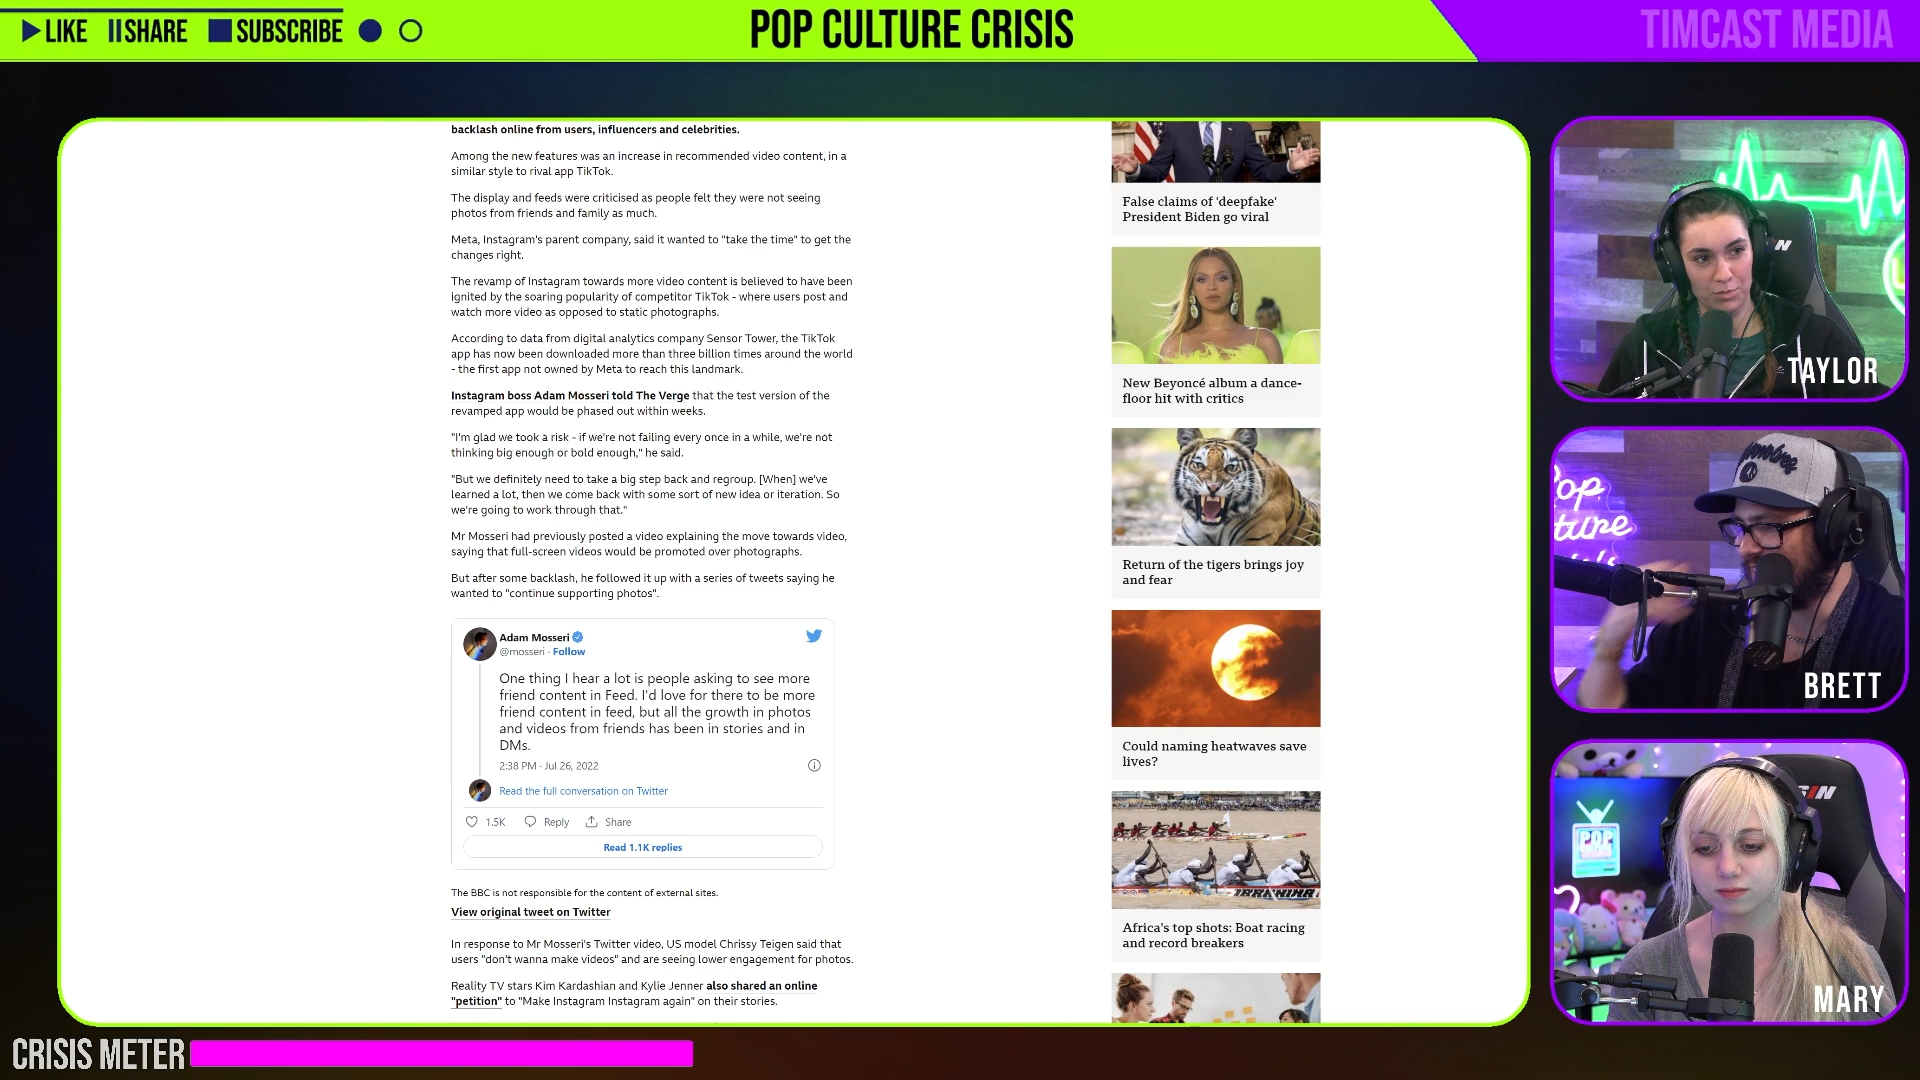 LIKE SHARE SUBSCRIBE
POP CULTURE CRISIS
TIMCAST MEDIA
backlash online from users, influencers and celebrities.
Among the new features was an increase in recommended video content, in a
similar style to rival app TikTok.
The display and feeds were criticised as people felt they were not seeing
photos from friends and family as much.
Meta, Instagram's parent company, said it wanted to "take the time" to get the
changes right.
The revamp of Instagram towards more video content is believed to have been
ignited by the soaring popularity of competitor TikTok - where users post and
watch more video as opposed to static photographs.
According to data from digital analytics company Sensor Tower, the TikTok
app has now been downloaded more than three billion times around the world
- the first app not owned by Meta to reach this landmark.
Instagram boss Adam Mosseri told The Verge that the test version of the
revamped app would be phased out within weeks.
"I'm glad we took a risk - if we're not failing every once in a while, we're not
thinking big enough or bold enough," he said.
"But we definitely need to take a big step back and regroup. [When] we've
learned a lot, then we come back with some sort of new idea or iteration. So
we're going to work through that."
Mr Mosseri had previously posted a video explaining the move towards video,
saying that full-screen videos would be promoted over photographs.
But after some backlash, he followed it up with a series of tweets saying he
wanted to "continue supporting photos".
Adam Mosseri
@mosseri · Follow
One thing I hear a lot is people asking to see more
friend content in Feed. I'd love for there to be more
friend content in feed, but all the growth in photos
and videos from friends has been in stories and in
DMs.
2:38 PM · Jul 26, 2022
Read the full conversation on Twitter
1.5K Reply Share
Read 1.1K replies
The BBC is not responsible for the content of external sites.
View original tweet on Twitter
In response to Mr Mosseri's Twitter video, US model Chrissy Teigen said that
users "don't wanna make videos" and are seeing lower engagement for photos.
Reality TV stars Kim Kardashian and Kylie Jenner also shared an online
"petition" to "Make Instagram Instagram again" on their stories.
False claims of 'deepfake'
President Biden go viral
New Beyoncé album a dance-
floor hit with critics
Return of the tigers brings joy
and fear
Could naming heatwaves save
lives?
Africa's top shots: Boat racing
and record breakers
TAYLOR
BRETT
POP
MARY
CRISIS METER